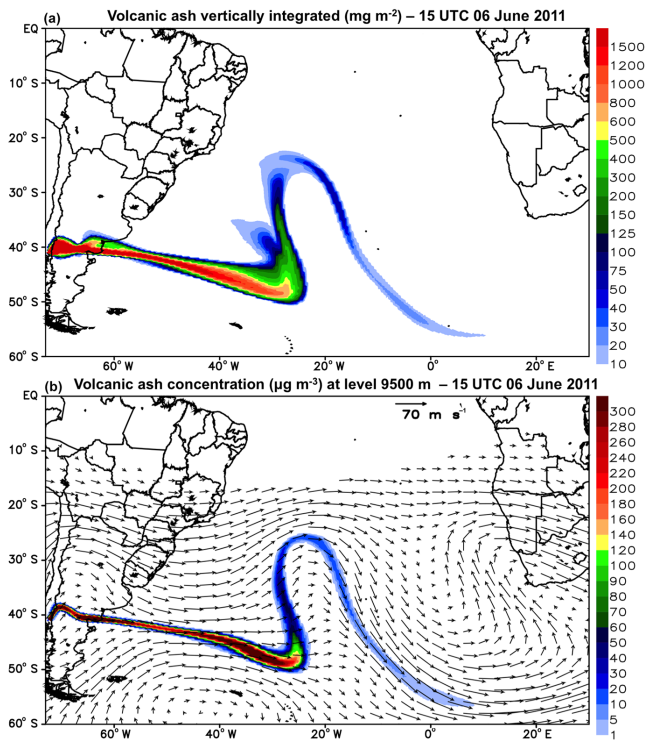 (a) Volcanic ash vertically integrated (mg m-2) – 15 UTC 06 June 2011
EQ
10° S
20° S
30° S
40° S
50° S
60° S
60° W
40° W
20° W
0°
20° E
1500
1200
1000
800
600
500
400
300
200
150
125
100
75
50
40
30
20
10
(b) Volcanic ash concentration (µg m-3) at level 9500 m – 15 UTC 06 June 2011
70 m s-1
EQ
10° S
20° S
30° S
40° S
50° S
60° S
60° W
40° W
20° W
0°
20° E
300
280
260
240
220
200
180
160
140
120
100
90
80
70
60
50
40
30
20
10
5
1